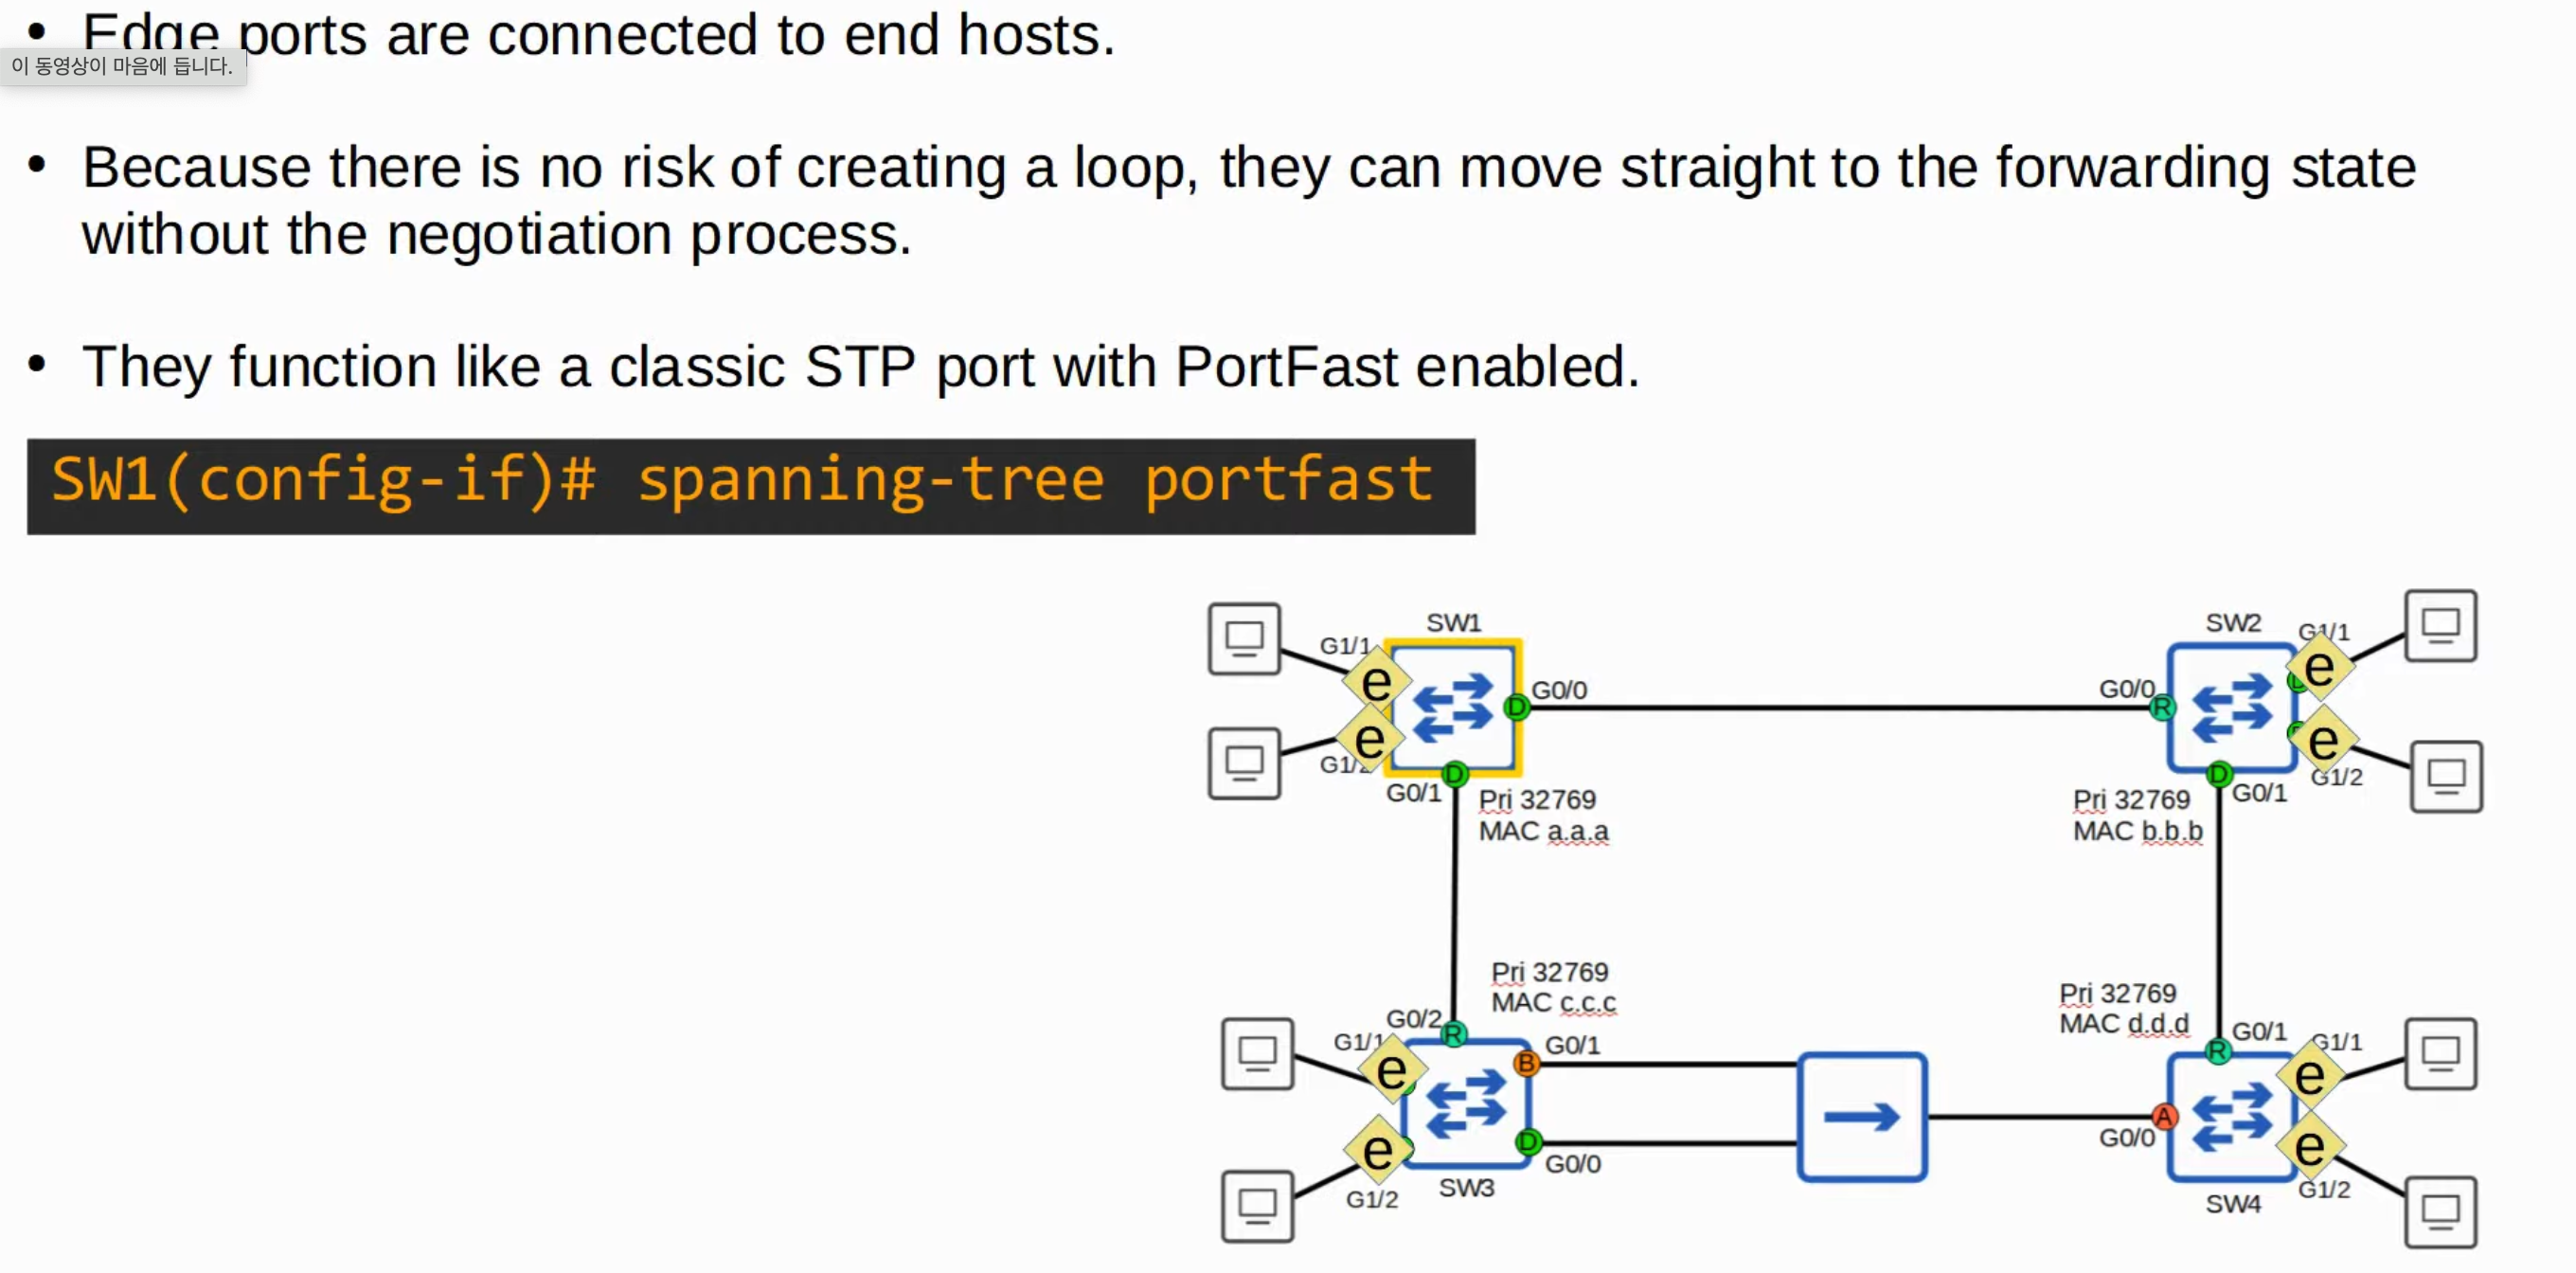 • Edge ports are connected to end hosts.
이 동영상이 마음에 듭니다.
• Because there is no risk of creating a loop, they can move straight to the forwarding state
without the negotiation process.
• They function like a classic STP port with PortFast enabled.
SW1(config-if)# spanning-tree portfast
SW1
G1/1
e
e
G1/2
D
G0/0
D
G0/1
Pri 32769
MAC a.a.a
SW2
G1/1
G0/0
R
D
e
e
G1/2
D
G0/1
Pri 32769
MAC b.b.b
Pri 32769
MAC c.c.c
G0/2
R
G1/1
e
e
G1/2
B
G0/1
D
G0/0
SW3
Pri 32769
MAC d.d.d
G0/1
R
G1/1
e
A
G0/0
e
G1/2
SW4